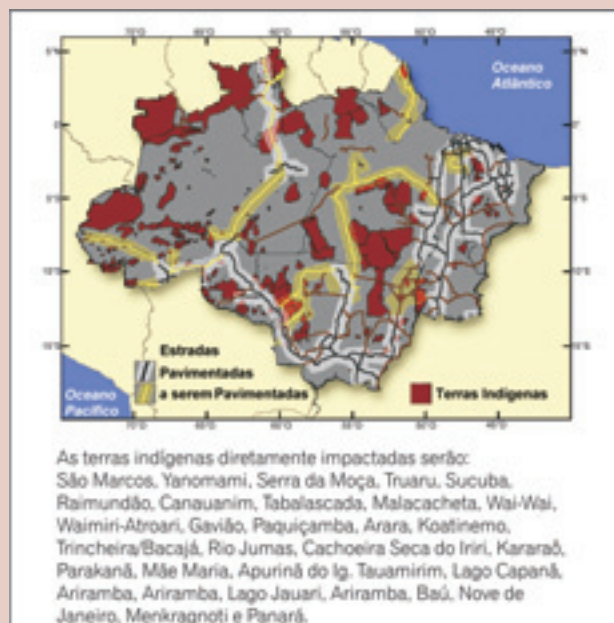 Oceano
Atlântico
Estradas
Pavimentadas
a serem Pavimentadas
Terras Indígenas
Oceano
Pacífico
As terras indígenas diretamente impactadas serão:
São Marcos, Yanomami, Serra da Moça, Truaru, Sucuba,
Raimundão, Canauanim, Tabalascada, Malacacheta, Wai-Wai,
Waimiri-Atroari, Gavião, Paquiçamba, Arara, Koatinemo,
Trincheira/Bacajá, Rio Jumas, Cachoeira Seca do Iriri, Kararaô,
Parakanã, Mãe Maria, Apurinã do Ig. Tauamirim, Lago Capanã,
Ariramba, Ariramba, Lago Jauari, Ariramba, Baú, Nove de
Janeiro, Menkragnoti e Panará.